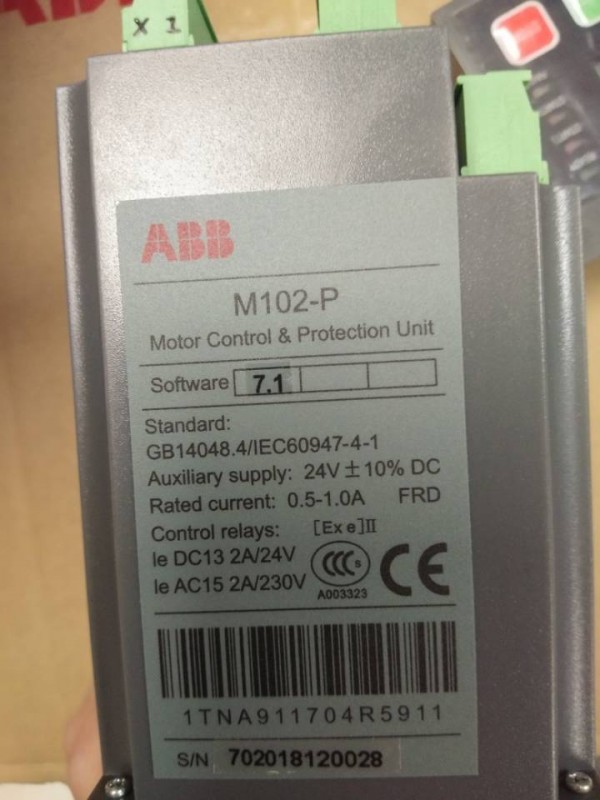 X 1
ABB
M102-P
Motor Control & Protection Unit
Software 7.1
Standard:
GB14048.4/IEC60947-4-1
Auxiliary supply: 24V ± 10% DC
Rated current: 0.5-1.0A FRD
Control relays: [Ex e]II
Ie DC13 2A/24V
Ie AC15 2A/230V
CCC S
CE
A003323
1TNA911704R5911
S/N 702018120028